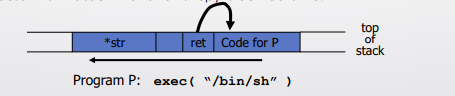 *str ret Code for P
top
of
stack
Program P: exec( “/bin/sh” )